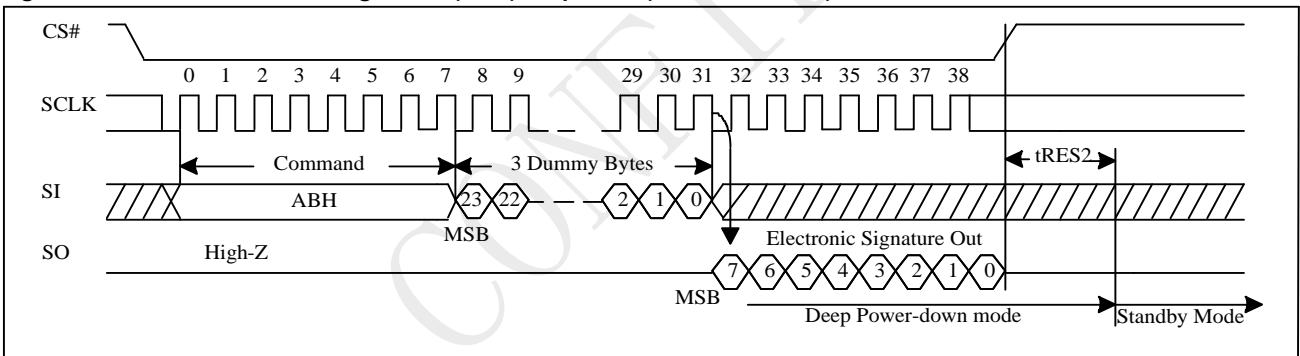 CS#
0 1 2 3 4 5 6 7 8 9 29 30 31 32 33 34 35 36 37 38
SCLK
Command 3 Dummy Bytes tRES2
SI ABH 23 22 2 1 0
MSB
SO High-Z Electronic Signature Out
7 6 5 4 3 2 1 0
MSB
Deep Power-down mode Standby Mode